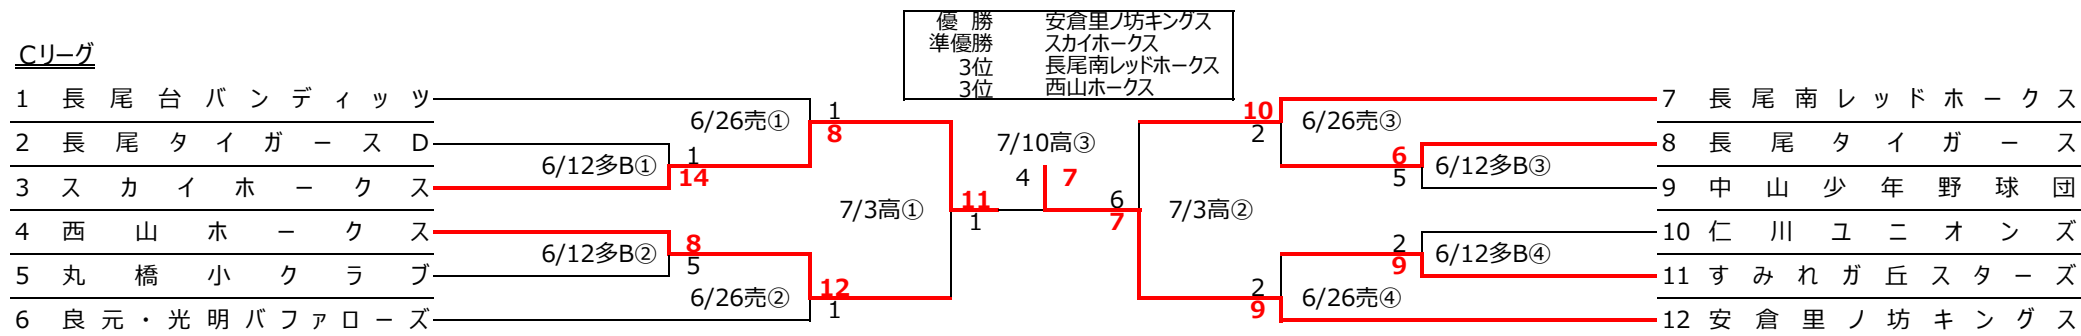 優 勝 安倉里ノ坊キングス
準優勝 スカイホークス
3位 長尾南レッドホークス
3位 西山ホークス
Cリーグ
1 長尾台バンディッツ
2 長尾タイガースD
3 スカイホークス
4 西山ホークス
5 丸橋小クラブ
6 良元・光明バファローズ
6/12多B①
1
14
6/12多B②
8
5
6/26売①
1
8
6/26売②
12
1
7/3高①
11
1
7/10高③
4 7
6
7
7/3高②
10
2
6/26売③
2
9
6/26売④
6
5
6/12多B③
2
9
6/12多B④
7 長尾南レッドホークス
8 長尾タイガース
9 中山少年野球団
10 仁川ユニオンズ
11 すみれガ丘スターズ
12 安倉里ノ坊キングス